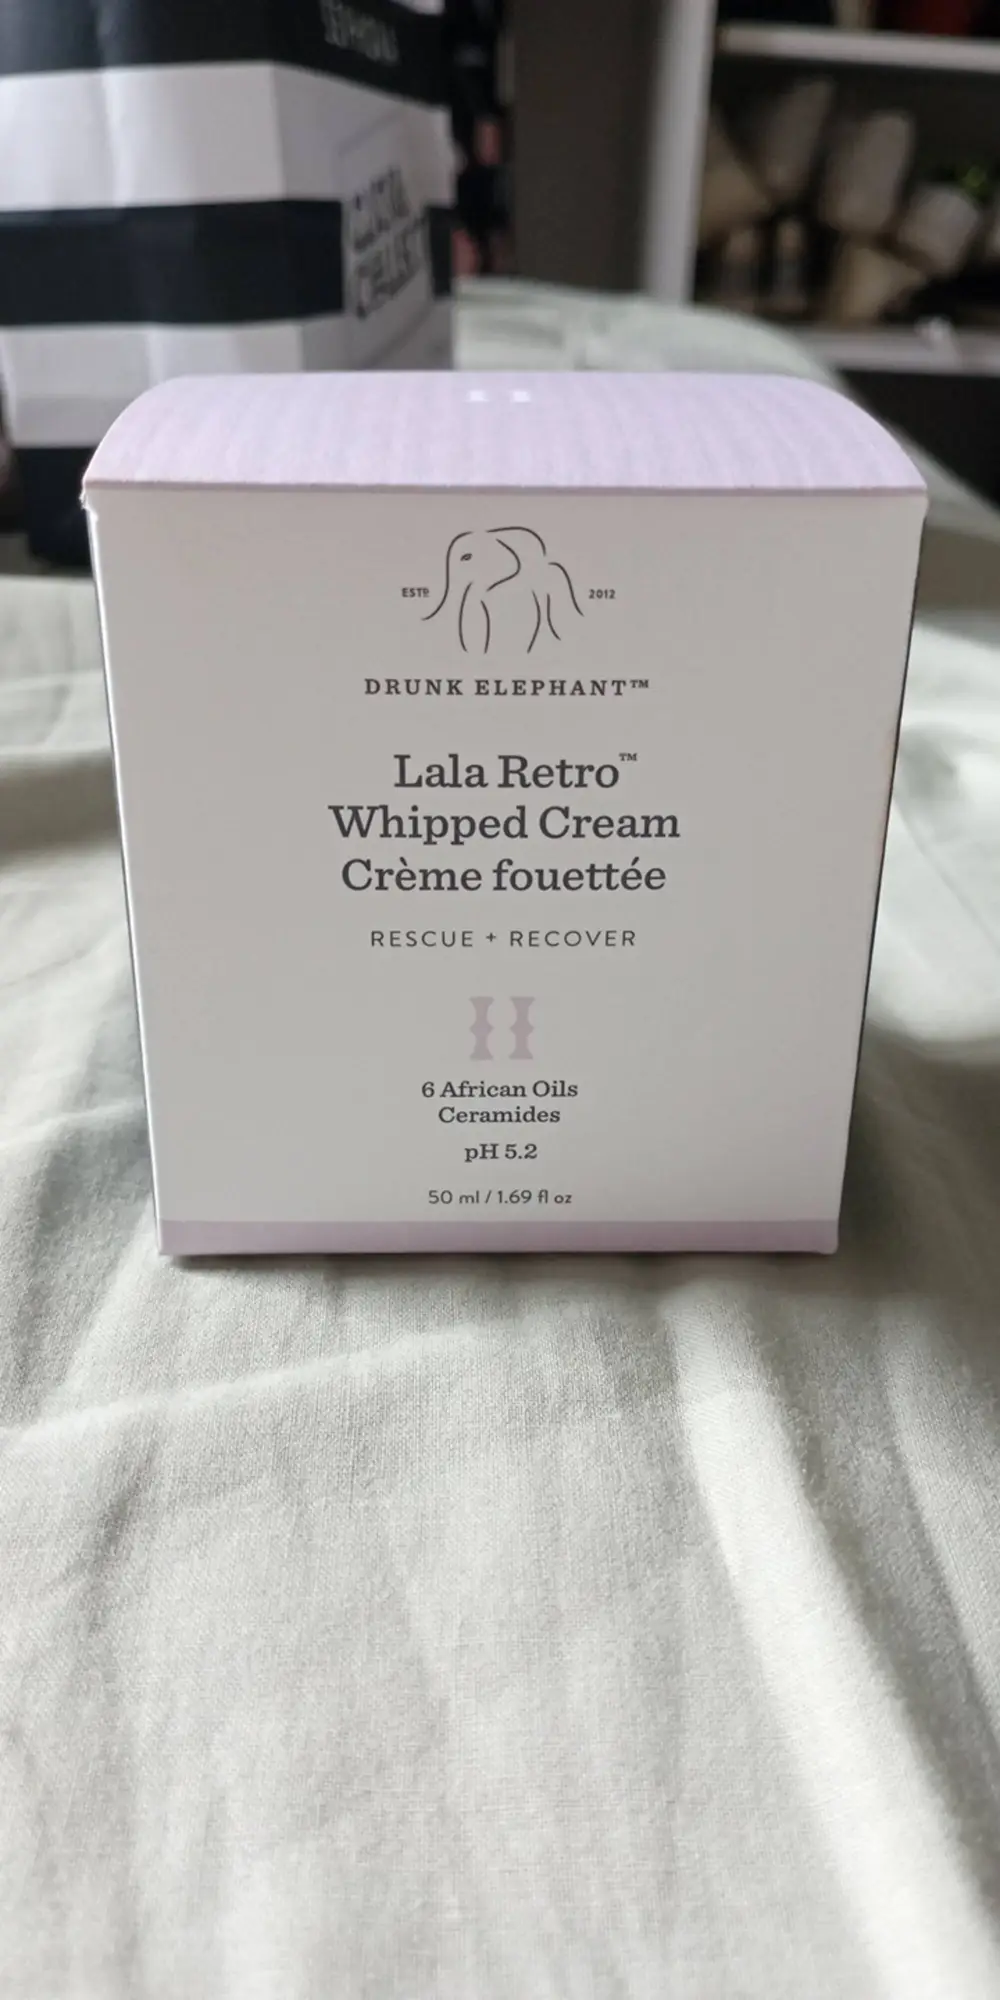 ESTD 2012
DRUNK ELEPHANT™
Lala Retro™
Whipped Cream
Crème fouettée
RESCUE + RECOVER
6 African Oils
Ceramides
pH 5.2
50 ml / 1.69 fl oz